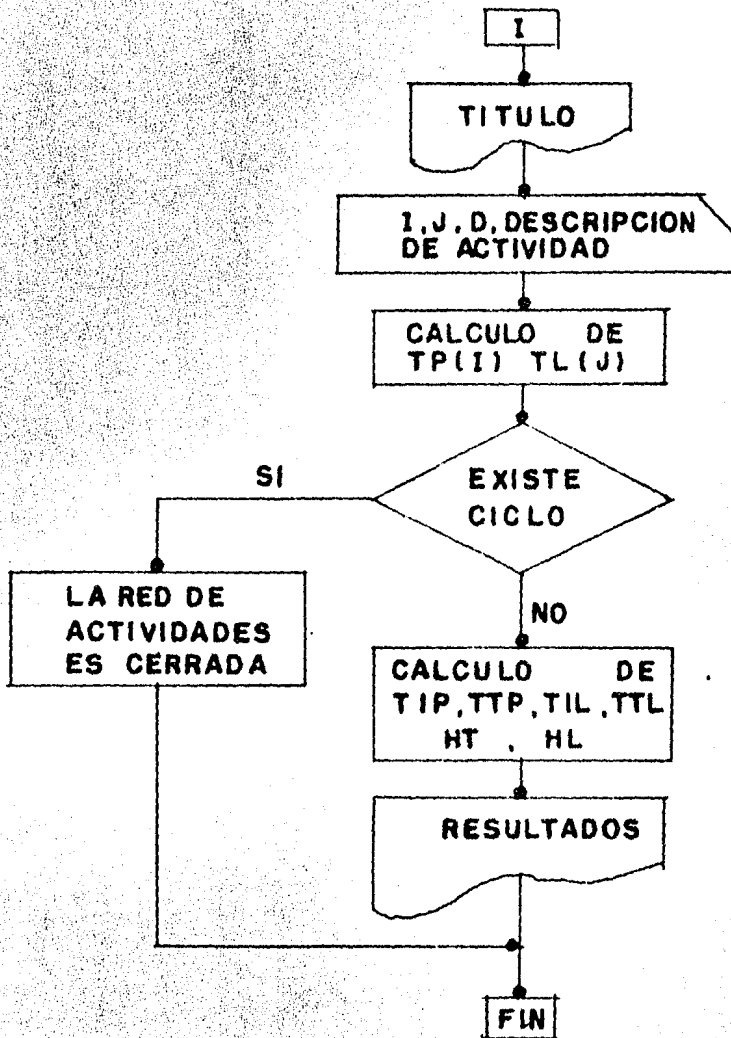 I
TITULO
I,J,D,DESCRIPCION
DE ACTIVIDAD
CALCULO DE
TP(I) TL(J)
EXISTE
CICLO
SI
NO
LA RED DE
ACTIVIDADES
ES CERRADA
CALCULO DE
TIP,TTP,TIL,TTL
HT , HL
RESULTADOS
FIN